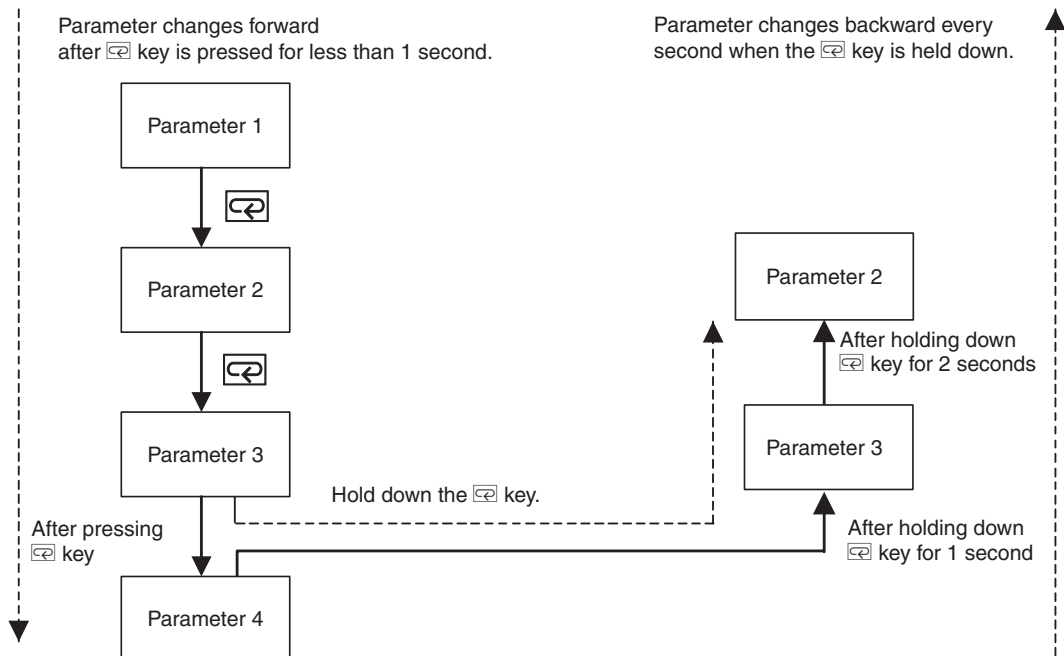 Parameter changes forward
after key is pressed for less than 1 second.
Parameter changes backward every
second when the key is held down.
Parameter 1
Parameter 2
Parameter 3
Hold down the key.
After pressing
key
Parameter 4
Parameter 2
After holding down
key for 2 seconds
Parameter 3
After holding down
key for 1 second